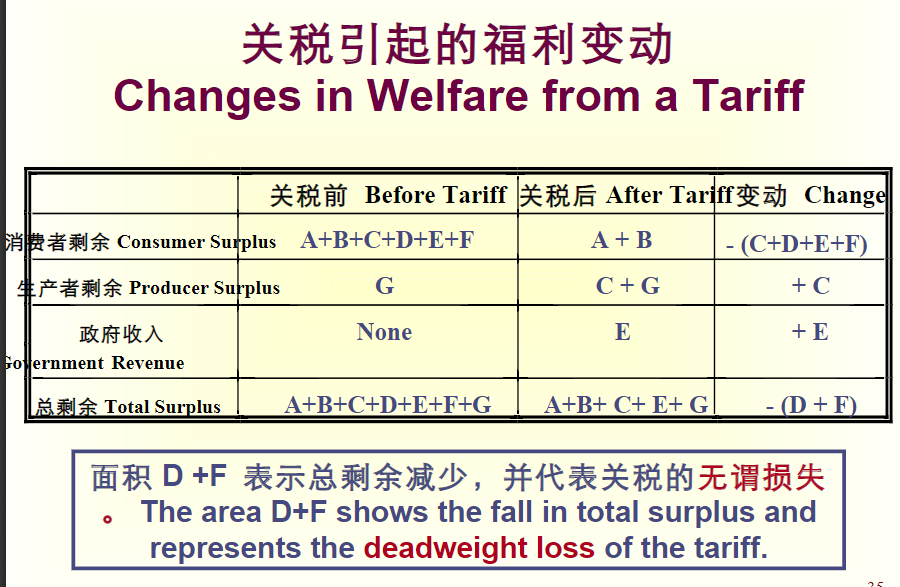 关税引起的福利变动
Changes in Welfare from a Tariff
关税前 Before Tariff 关税后 After Tariff 变动 Change
消费者剩余 Consumer Surplus A+B+C+D+E+F A + B - (C+D+E+F)
生产者剩余 Producer Surplus G C + G + C
政府收入 None E + E
Government Revenue
总剩余 Total Surplus A+B+C+D+E+F+G A+B+ C+ E+ G - (D + F)
面积 D +F 表示总剩余减少，并代表关税的无谓损失
。 The area D+F shows the fall in total surplus and
represents the deadweight loss of the tariff.